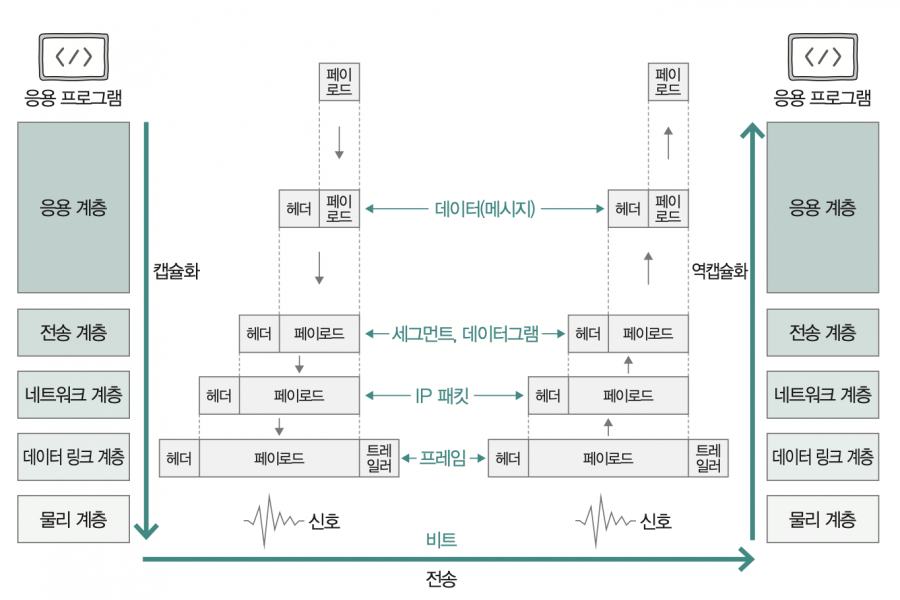 </>
응용 프로그램
</>
응용 프로그램
페이
로드
페이
로드
응용 계층
헤더 페이
로드
데이터(메시지)
헤더 페이
로드
응용 계층
캡슐화
역캡슐화
전송 계층
헤더 페이로드
세그먼트, 데이터그램
헤더 페이로드
전송 계층
네트워크 계층
헤더 페이로드
IP 패킷
헤더 페이로드
네트워크 계층
데이터 링크 계층
헤더 페이로드 트레
일러
프레임
헤더 페이로드 트레
일러
데이터 링크 계층
물리 계층
신호
신호
물리 계층
비트
전송